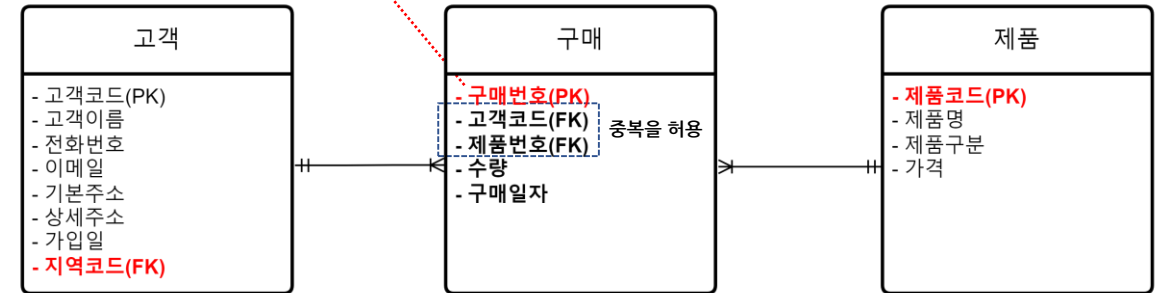 고객
- 고객코드(PK)
- 고객이름
- 전화번호
- 이메일
- 기본주소
- 상세주소
- 가입일
- 지역코드(FK)
구매
- 구매번호(PK)
- 고객코드(FK)
- 제품번호(FK)
- 수량
- 구매일자
중복을 허용
제품
- 제품코드(PK)
- 제품명
- 제품구분
- 가격